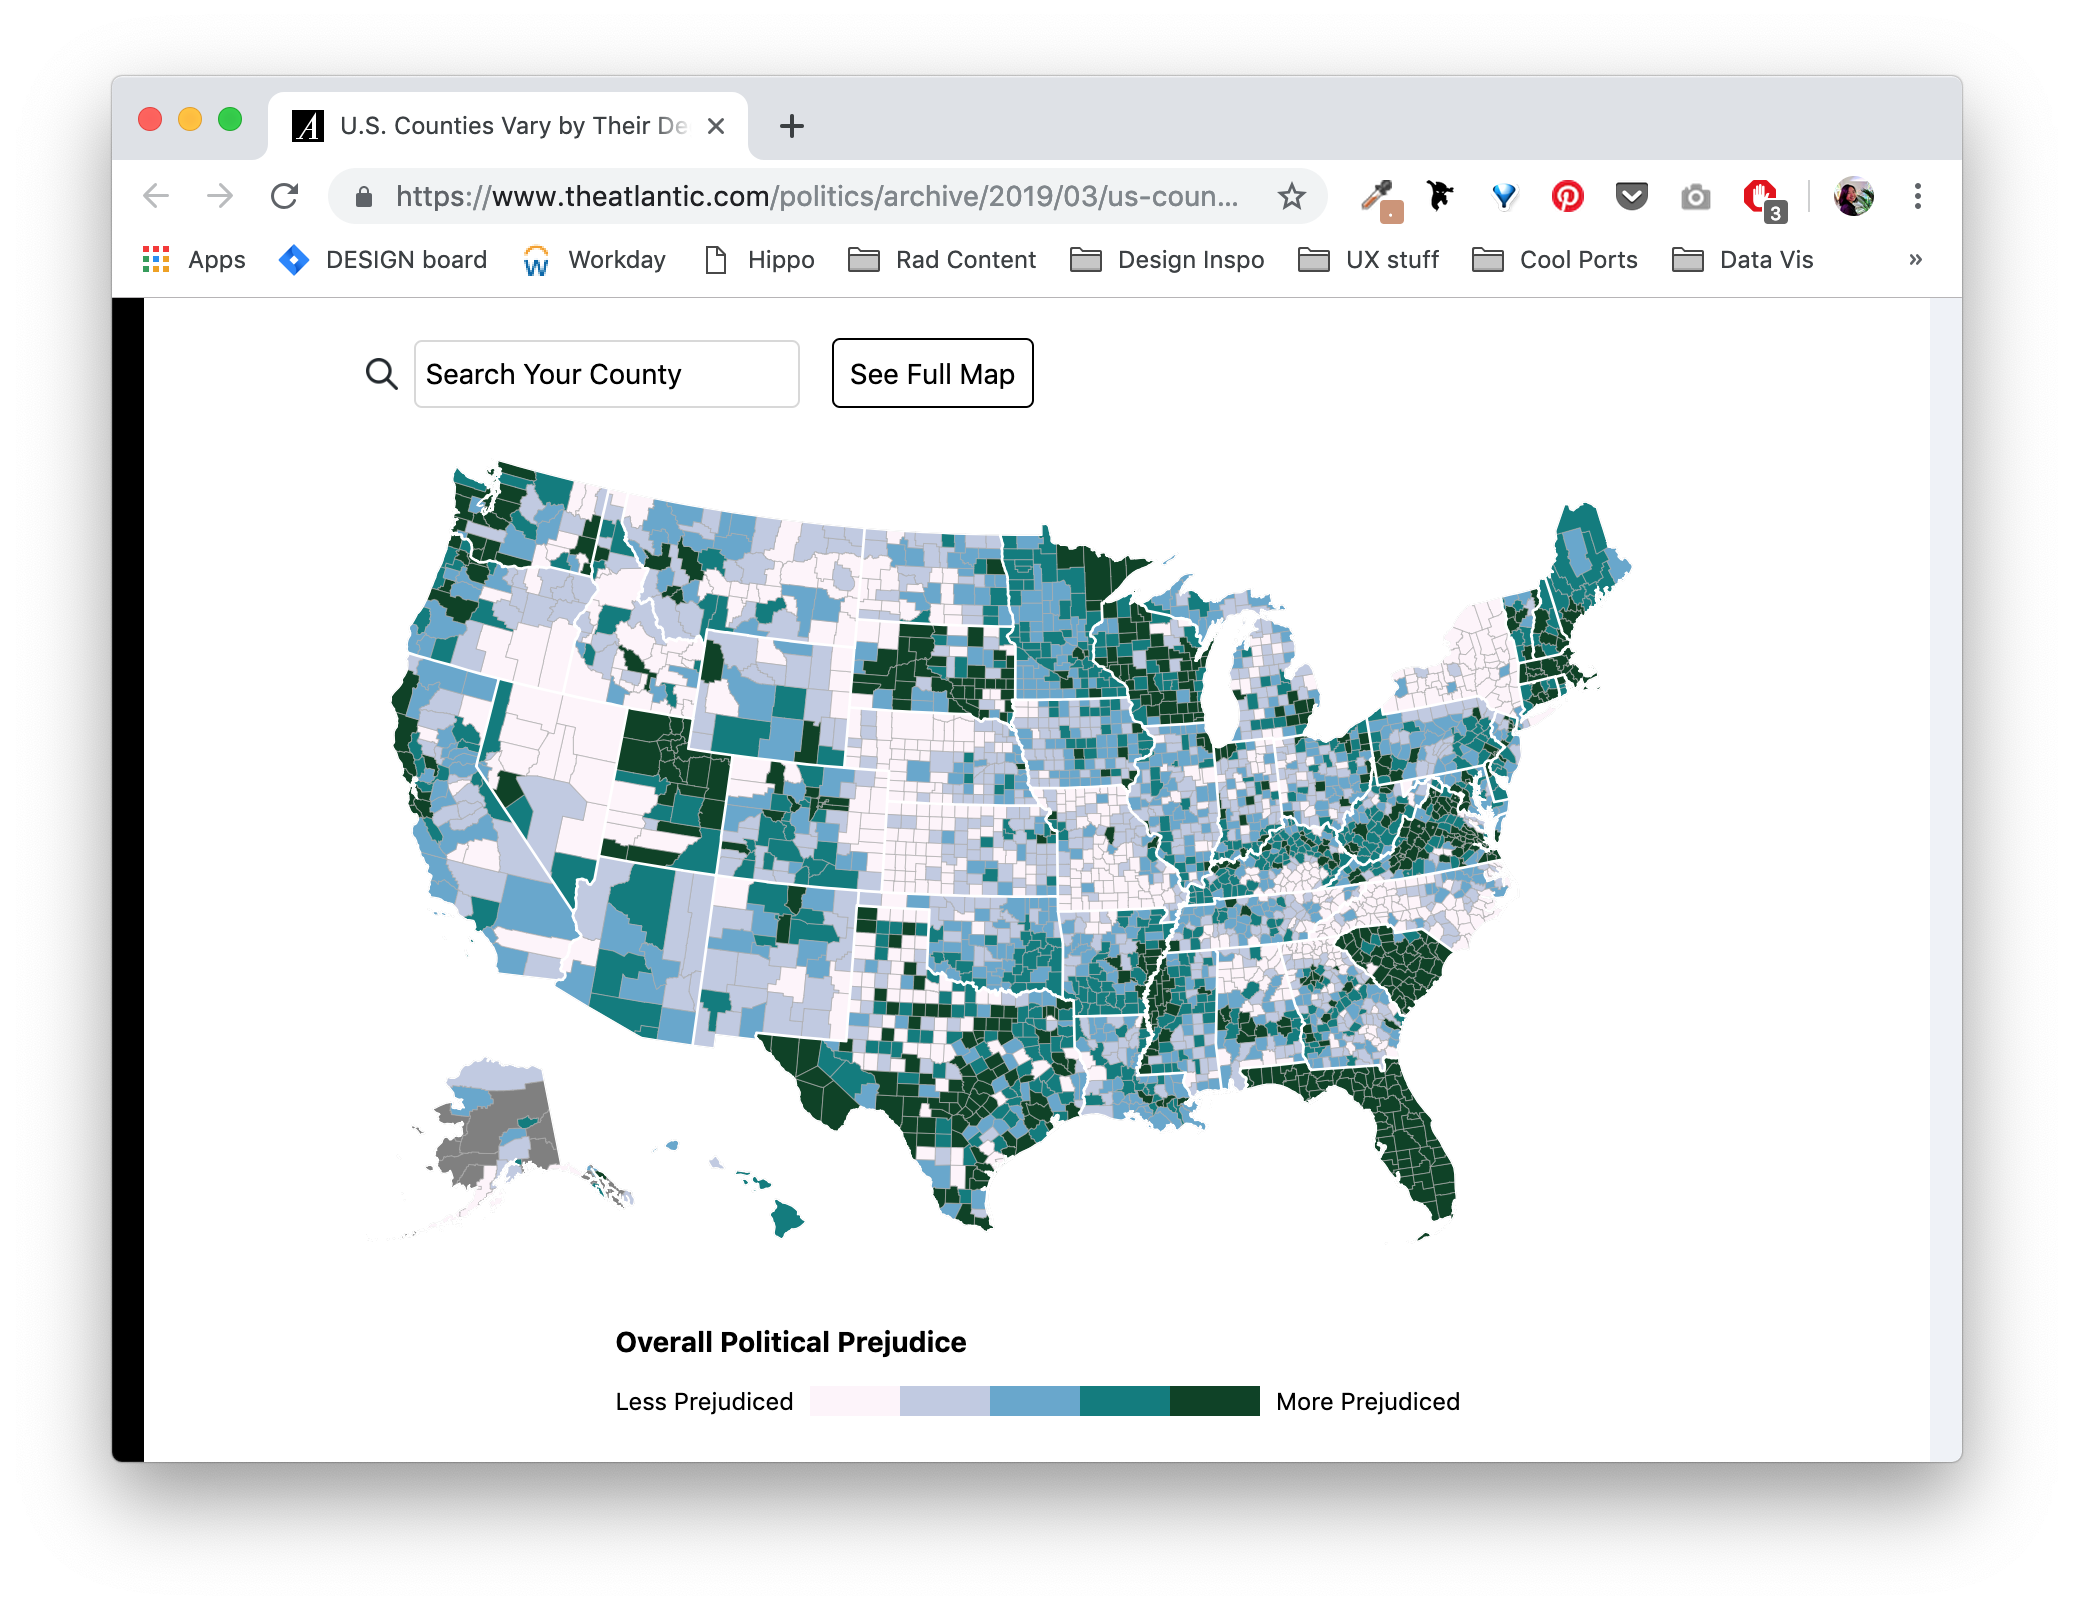 U.S. Counties Vary by Their De
https://www.theatlantic.com/politics/archive/2019/03/us-coun...
3
Apps DESIGN board Workday Hippo Rad Content Design Inspo UX stuff Cool Ports Data Vis »
Search Your County See Full Map
Overall Political Prejudice
Less Prejudiced More Prejudiced